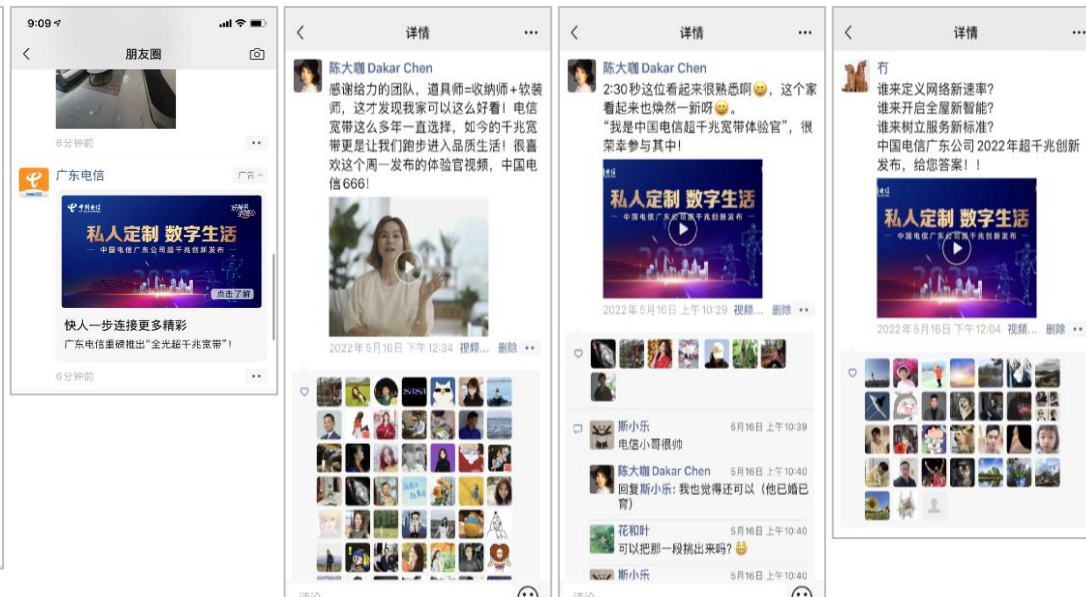 9:09
朋友圈
6分钟前
广东电信
广告
中国电信
私人定制 数字生活
中国电信广东公司超千兆创新发布
点击了解
快人一步连接更多精彩
广东电信重磅推出“全光超千兆宽带”!
6分钟前
详情
陈大咖 Dakar Chen
感谢给力的团队，道具师=收纳师+软装
师，这才发现我家可以这么好看！电信
宽带这么多年一直选择，如今的千兆宽
带更是让我们跑步进入品质生活！很喜
欢这个周一发布的体验官视频，中国电
信666!
2022年5月16日 下午12:34 视频... 删除
评论
详情
陈大咖 Dakar Chen
2:30秒这位看起来很熟悉啊，这个家
看起来也焕然一新呀。
“我是中国电信超千兆宽带体验官”，很
荣幸参与其中!
私人定制 数字生活
中国电信广东公司超千兆创新发布
2022年5月16日 上午10:29 视频... 删除
斯小乐 5月16日 上午10:39
电信小哥很帅
陈大咖 Dakar Chen 5月16日 上午10:40
回复斯小乐: 我也觉得还可以（他已婚已
育）
花和叶 5月16日 上午10:40
可以把那一段挑出来吗?
斯小乐 5月16日 上午10:40
评论
详情
冇
谁来定义网络新速率?
谁来开启全屋新智能?
谁来树立服务新标准?
中国电信广东公司2022年超千兆创新
发布，给您答案！！
私人定制 数字生活
中国电信广东公司超千兆创新发布
2022年5月16日 下午12:04 视频... 删除